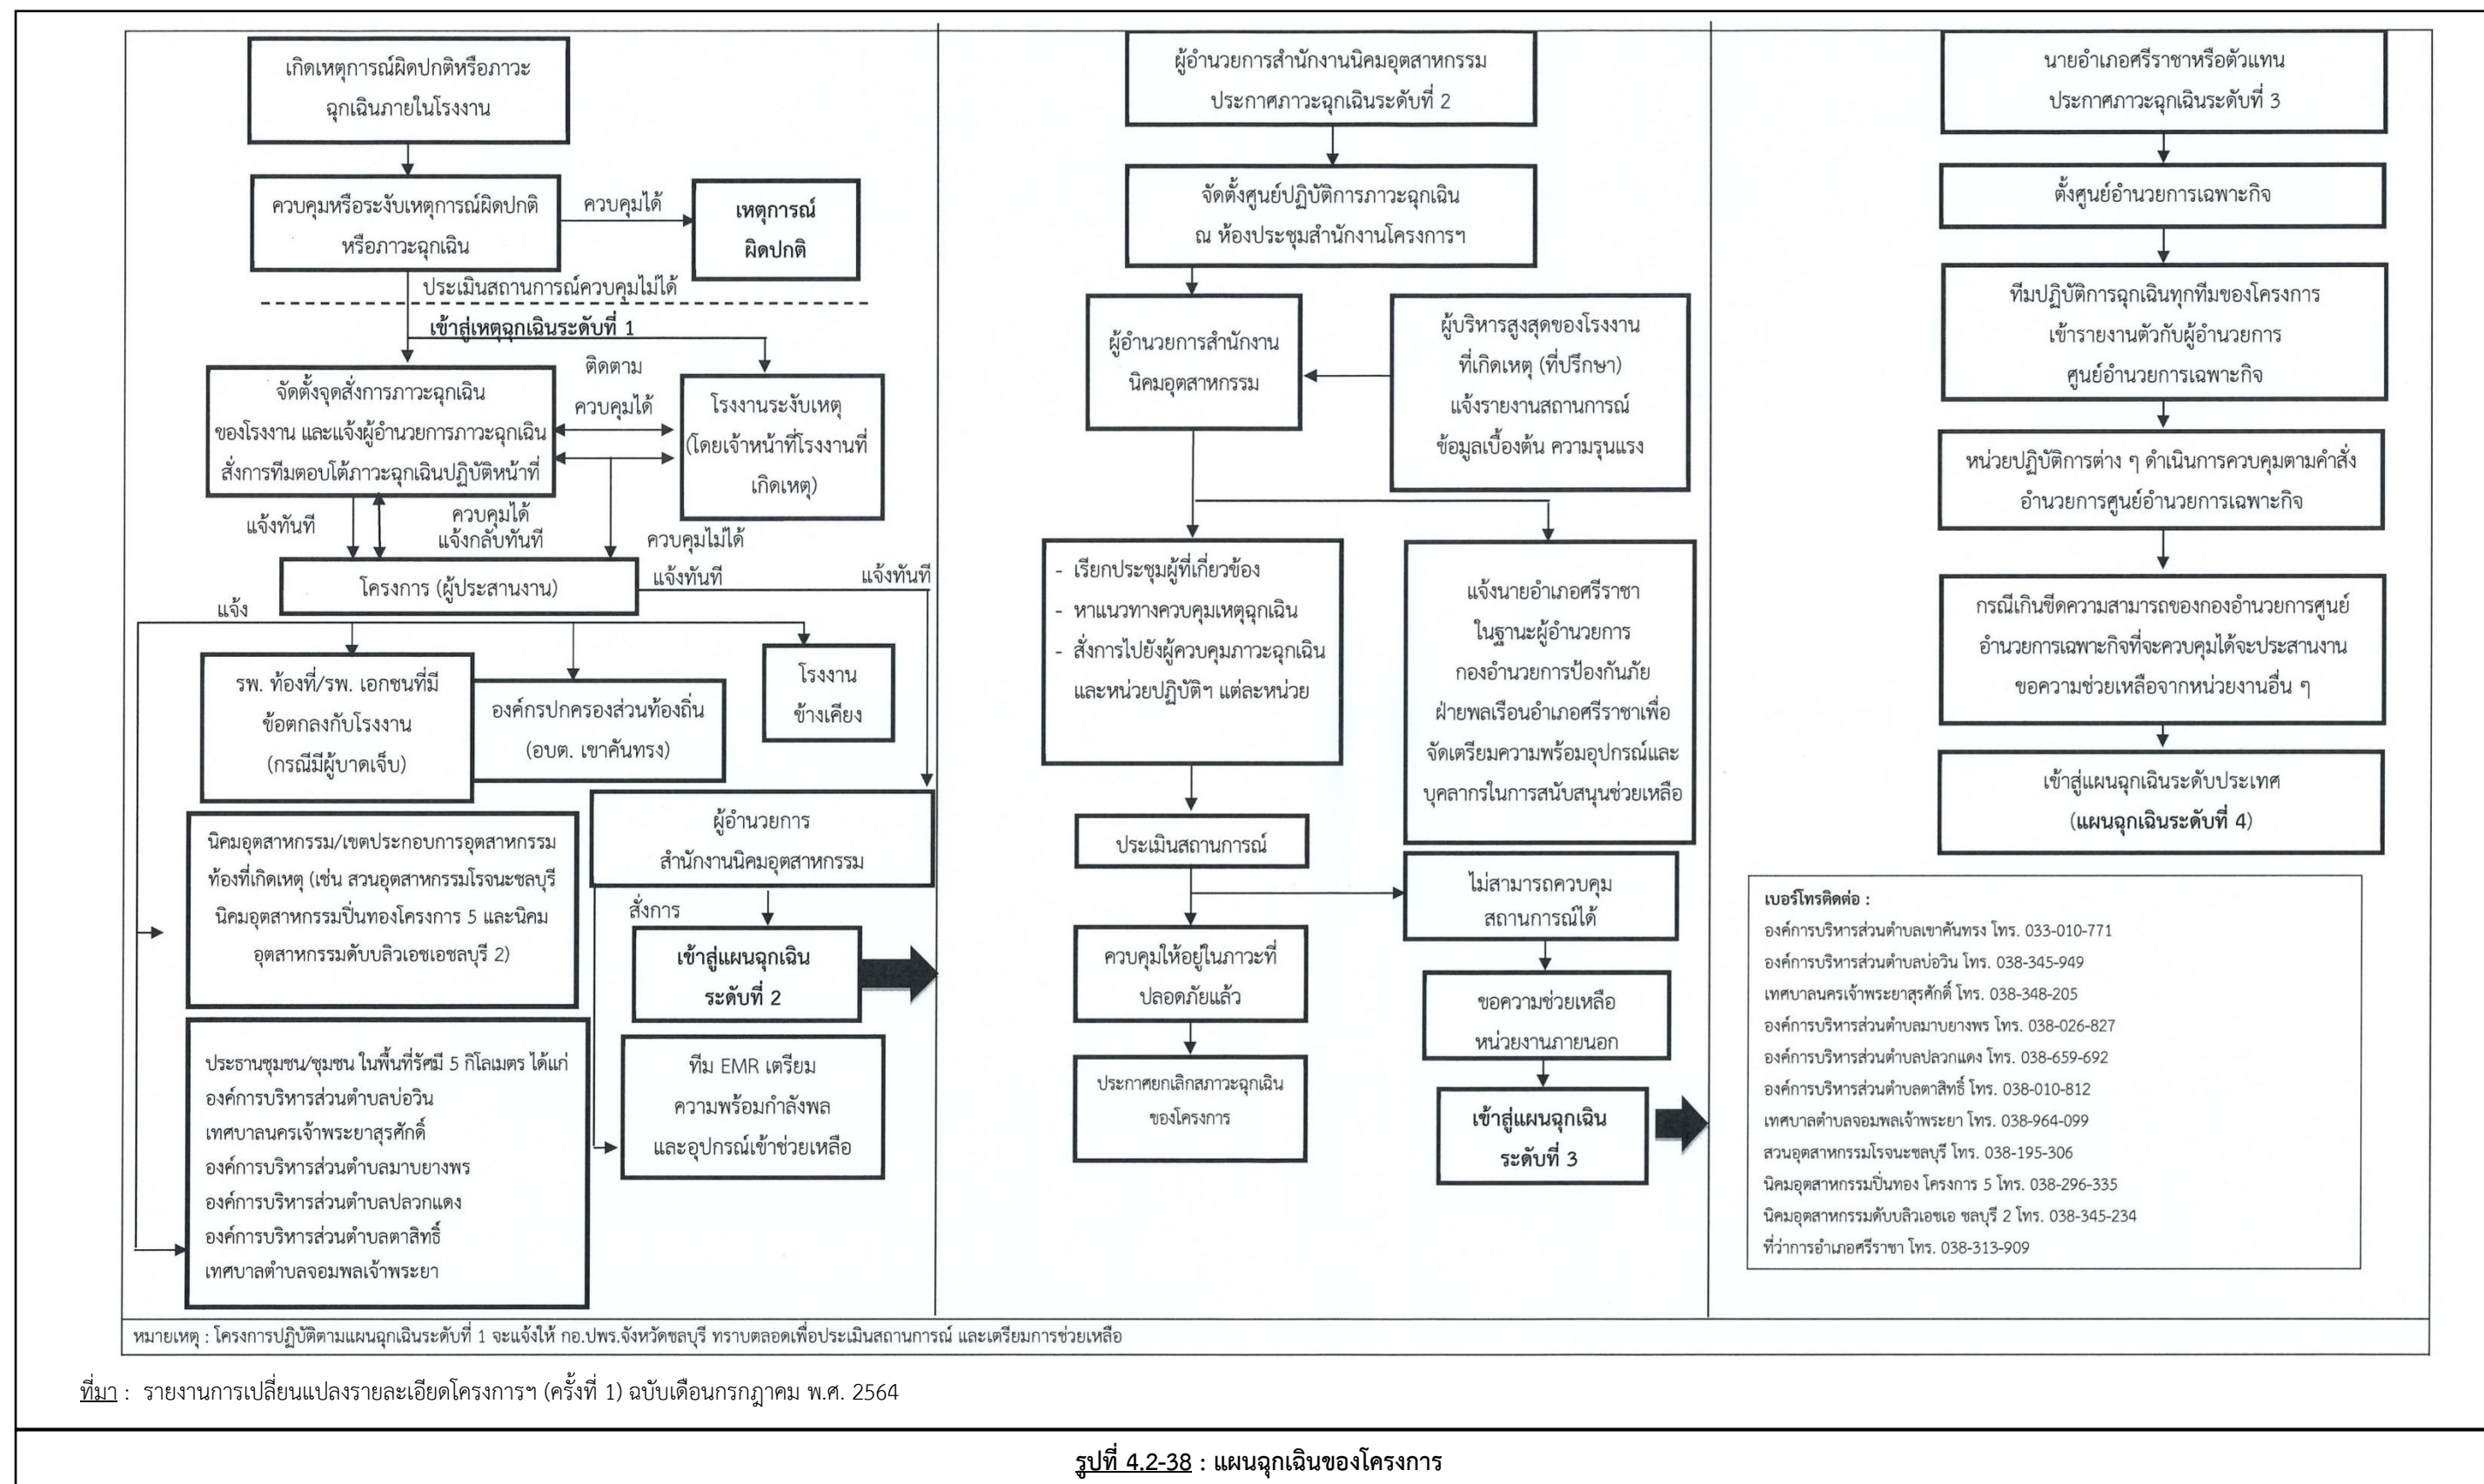 เกิดเหตุการณ์ผิดปกติหรือภาวะ
ฉุกเฉินภายในโรงงาน
ควบคุมหรือระงับเหตุการณ์ผิดปกติ
หรือภาวะฉุกเฉิน
ควบคุมได้
เหตุการณ์
ผิดปกติ
ประเมินสถานการณ์ควบคุมไม่ได้
เข้าสู่เหตุฉุกเฉินระดับที่ 1
จัดตั้งจุดสั่งการภาวะฉุกเฉิน
ของโรงงาน และแจ้งผู้อำนวยการภาวะฉุกเฉิน
สั่งการทีมตอบโต้ภาวะฉุกเฉินปฏิบัติหน้าที่
ติดตาม
ควบคุมได้
โรงงานระงับเหตุ
(โดยเจ้าหน้าที่โรงงานที่
เกิดเหตุ)
แจ้งทันที
ควบคุมได้
แจ้งกลับทันที
ควบคุมไม่ได้
โครงการ (ผู้ประสานงาน)
แจ้งทันที
แจ้งทันที
แจ้ง
รพ. ท้องที่/รพ. เอกชนที่มี
ข้อตกลงกับโรงงาน
(กรณีมีผู้บาดเจ็บ)
องค์กรปกครองส่วนท้องถิ่น
(อบต. เขาคันทรง)
โรงงาน
ข้างเคียง
นิคมอุตสาหกรรม/เขตประกอบการอุตสาหกรรม
ท้องที่เกิดเหตุ (เช่น สวนอุตสาหกรรมโรจนะชลบุรี
นิคมอุตสาหกรรมปิ่นทองโครงการ 5 และนิคม
อุตสาหกรรมดับบลิวเอชเอชลบุรี 2)
ผู้อำนวยการ
สำนักงานนิคมอุตสาหกรรม
สั่งการ
เข้าสู่แผนฉุกเฉิน
ระดับที่ 2
ประธานชุมชน/ชุมชน ในพื้นที่รัศมี 5 กิโลเมตร ได้แก่
องค์การบริหารส่วนตำบลบ่อวิน
เทศบาลนครเจ้าพระยาสุรศักดิ์
องค์การบริหารส่วนตำบลมาบยางพร
องค์การบริหารส่วนตำบลปลวกแดง
องค์การบริหารส่วนตำบลตาสิทธิ์
เทศบาลตำบลจอมพลเจ้าพระยา
ทีม EMR เตรียม
ความพร้อมกำลังพล
และอุปกรณ์เข้าช่วยเหลือ
ผู้อำนวยการสำนักงานนิคมอุตสาหกรรม
ประกาศภาวะฉุกเฉินระดับที่ 2
จัดตั้งศูนย์ปฏิบัติการภาวะฉุกเฉิน
ณ ห้องประชุมสำนักงานโครงการฯ
ผู้อำนวยการสำนักงาน
นิคมอุตสาหกรรม
ผู้บริหารสูงสุดของโรงงาน
ที่เกิดเหตุ (ที่ปรึกษา)
แจ้งรายงานสถานการณ์
ข้อมูลเบื้องต้น ความรุนแรง
- เรียกประชุมผู้ที่เกี่ยวข้อง
- หาแนวทางควบคุมเหตุฉุกเฉิน
- สั่งการไปยังผู้ควบคุมภาวะฉุกเฉิน
และหน่วยปฏิบัติฯ แต่ละหน่วย
แจ้งนายอำเภอศรีราชา
ในฐานะผู้อำนวยการ
กองอำนวยการป้องกันภัย
ฝ่ายพลเรือนอำเภอศรีราชาเพื่อ
จัดเตรียมความพร้อมอุปกรณ์และ
บุคลากรในการสนับสนุนช่วยเหลือ
ประเมินสถานการณ์
ไม่สามารถควบคุม
สถานการณ์ได้
ควบคุมให้อยู่ในภาวะที่
ปลอดภัยแล้ว
ขอความช่วยเหลือ
หน่วยงานภายนอก
ประกาศยกเลิกสภาวะฉุกเฉิน
ของโครงการ
เข้าสู่แผนฉุกเฉิน
ระดับที่ 3
นายอำเภอศรีราชาหรือตัวแทน
ประกาศภาวะฉุกเฉินระดับที่ 3
ตั้งศูนย์อำนวยการเฉพาะกิจ
ทีมปฏิบัติการฉุกเฉินทุกทีมของโครงการ
เข้ารายงานตัวกับผู้อำนวยการ
ศูนย์อำนวยการเฉพาะกิจ
หน่วยปฏิบัติการต่าง ๆ ดำเนินการควบคุมตามคำสั่ง
อำนวยการศูนย์อำนวยการเฉพาะกิจ
กรณีเกินขีดความสามารถของกองอำนวยการศูนย์
อำนวยการเฉพาะกิจที่จะควบคุมได้จะประสานงาน
ขอความช่วยเหลือจากหน่วยงานอื่น ๆ
เข้าสู่แผนฉุกเฉินระดับประเทศ
(แผนฉุกเฉินระดับที่ 4)
เบอร์โทรติดต่อ :
องค์การบริหารส่วนตำบลเขาคันทรง โทร. 033-010-771
องค์การบริหารส่วนตำบลบ่อวิน โทร. 038-345-949
เทศบาลนครเจ้าพระยาสุรศักดิ์ โทร. 038-348-205
องค์การบริหารส่วนตำบลมาบยางพร โทร. 038-026-827
องค์การบริหารส่วนตำบลปลวกแดง โทร. 038-659-692
องค์การบริหารส่วนตำบลตาสิทธิ์ โทร. 038-010-812
เทศบาลตำบลจอมพลเจ้าพระยา โทร. 038-964-099
สวนอุตสาหกรรมโรจนะชลบุรี โทร. 038-195-306
นิคมอุตสาหกรรมปิ่นทอง โครงการ 5 โทร. 038-296-335
นิคมอุตสาหกรรมดับบลิวเอชเอ ชลบุรี 2 โทร. 038-345-234
ที่ว่าการอำเภอศรีราชา โทร. 038-313-909
หมายเหตุ : โครงการปฏิบัติตามแผนฉุกเฉินระดับที่ 1 จะแจ้งให้ กอ.ปพร.จังหวัดชลบุรี ทราบตลอดเพื่อประเมินสถานการณ์ และเตรียมการช่วยเหลือ
ที่มา : รายงานการเปลี่ยนแปลงรายละเอียดโครงการฯ (ครั้งที่ 1) ฉบับเดือนกรกฎาคม พ.ศ. 2564
รูปที่ 4.2-38 : แผนฉุกเฉินของโครงการ